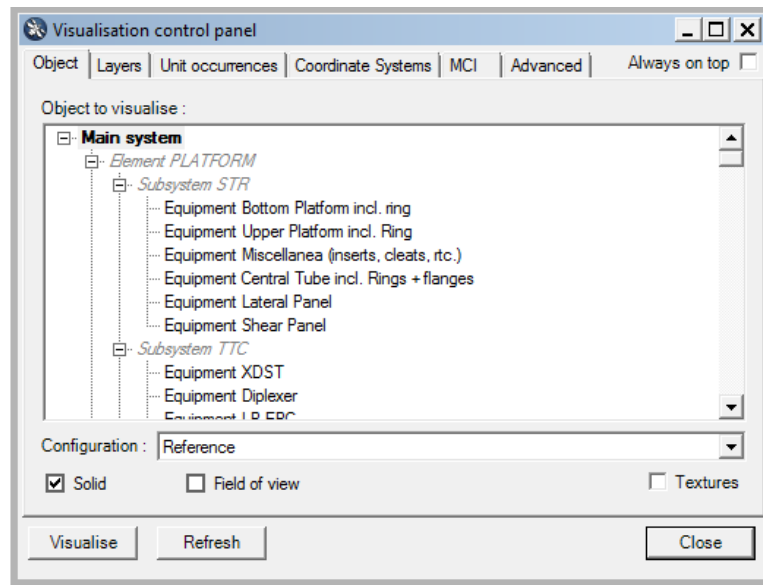 Visualisation control panel
Object Layers Unit occurrences Coordinate Systems MCI Advanced Always on top
Object to visualise :
Main system
Element PLATFORM
Subsystem STR
Equipment Bottom Platform incl. ring
Equipment Upper Platform incl. Ring
Equipment Miscellanea (inserts, cleats, rtc.)
Equipment Central Tube incl. Rings +flanges
Equipment Lateral Panel
Equipment Shear Panel
Subsystem TTC
Equipment XDST
Equipment Diplexer
Equipment
Configuration : Reference
Solid Field of view Textures
Visualise Refresh Close